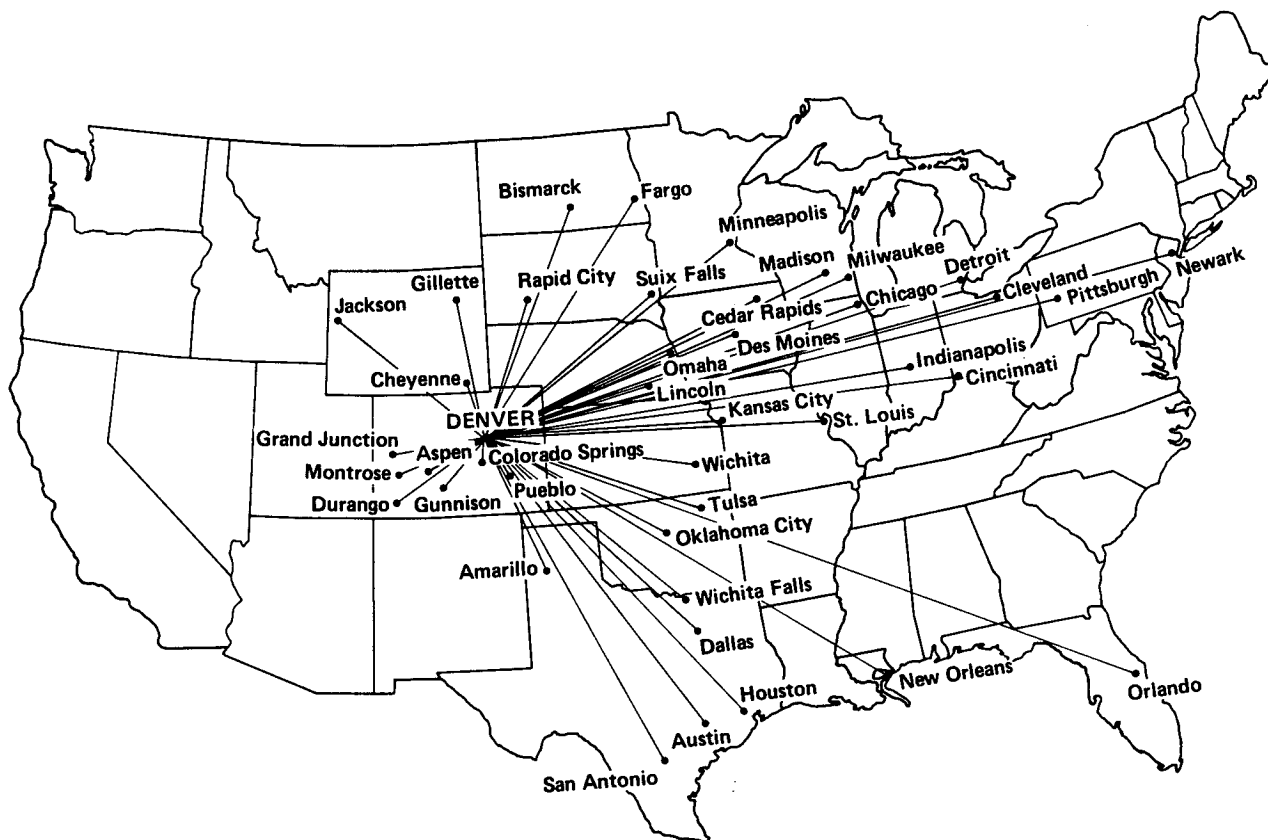 Bismarck
Fargo
Minneapolis
Gillette
Rapid City
Suix Falls
Madison
Milwaukee
Detroit
Newark
Jackson
Cedar Rapids
Chicago
Cleveland
Pittsburgh
Des Moines
Omaha
Indianapolis
Cheyenne
Lincoln
Cincinnati
DENVER
Kansas City
St. Louis
Grand Junction
Aspen
Colorado Springs
Wichita
Montrose
Durango
Gunnison
Pueblo
Tulsa
Oklahoma City
Amarillo
Wichita Falls
Dallas
New Orleans
Orlando
Houston
Austin
San Antonio